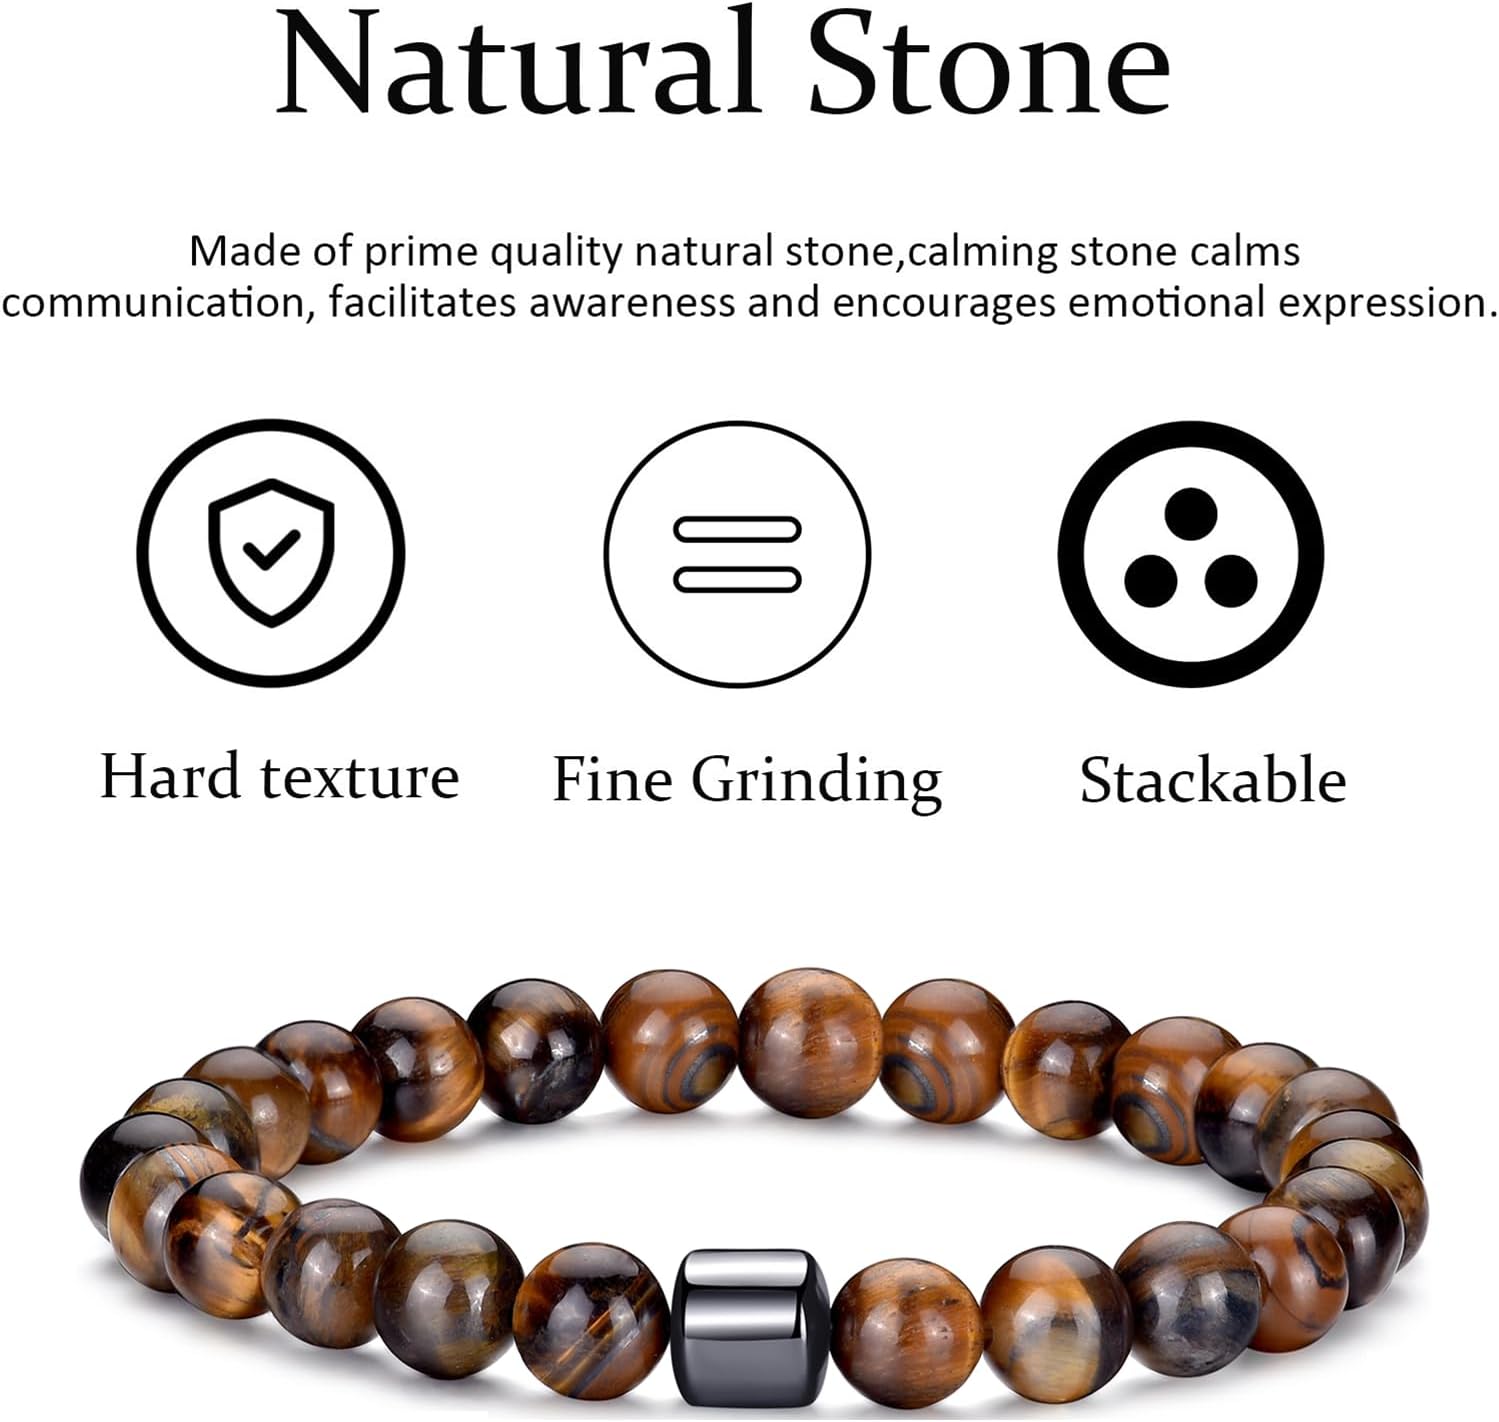 Natural Stone
Made of prime quality natural stone,calming stone calms
communication, facilitates awareness and encourages emotional expression.
Hard texture
Fine Grinding
Stackable